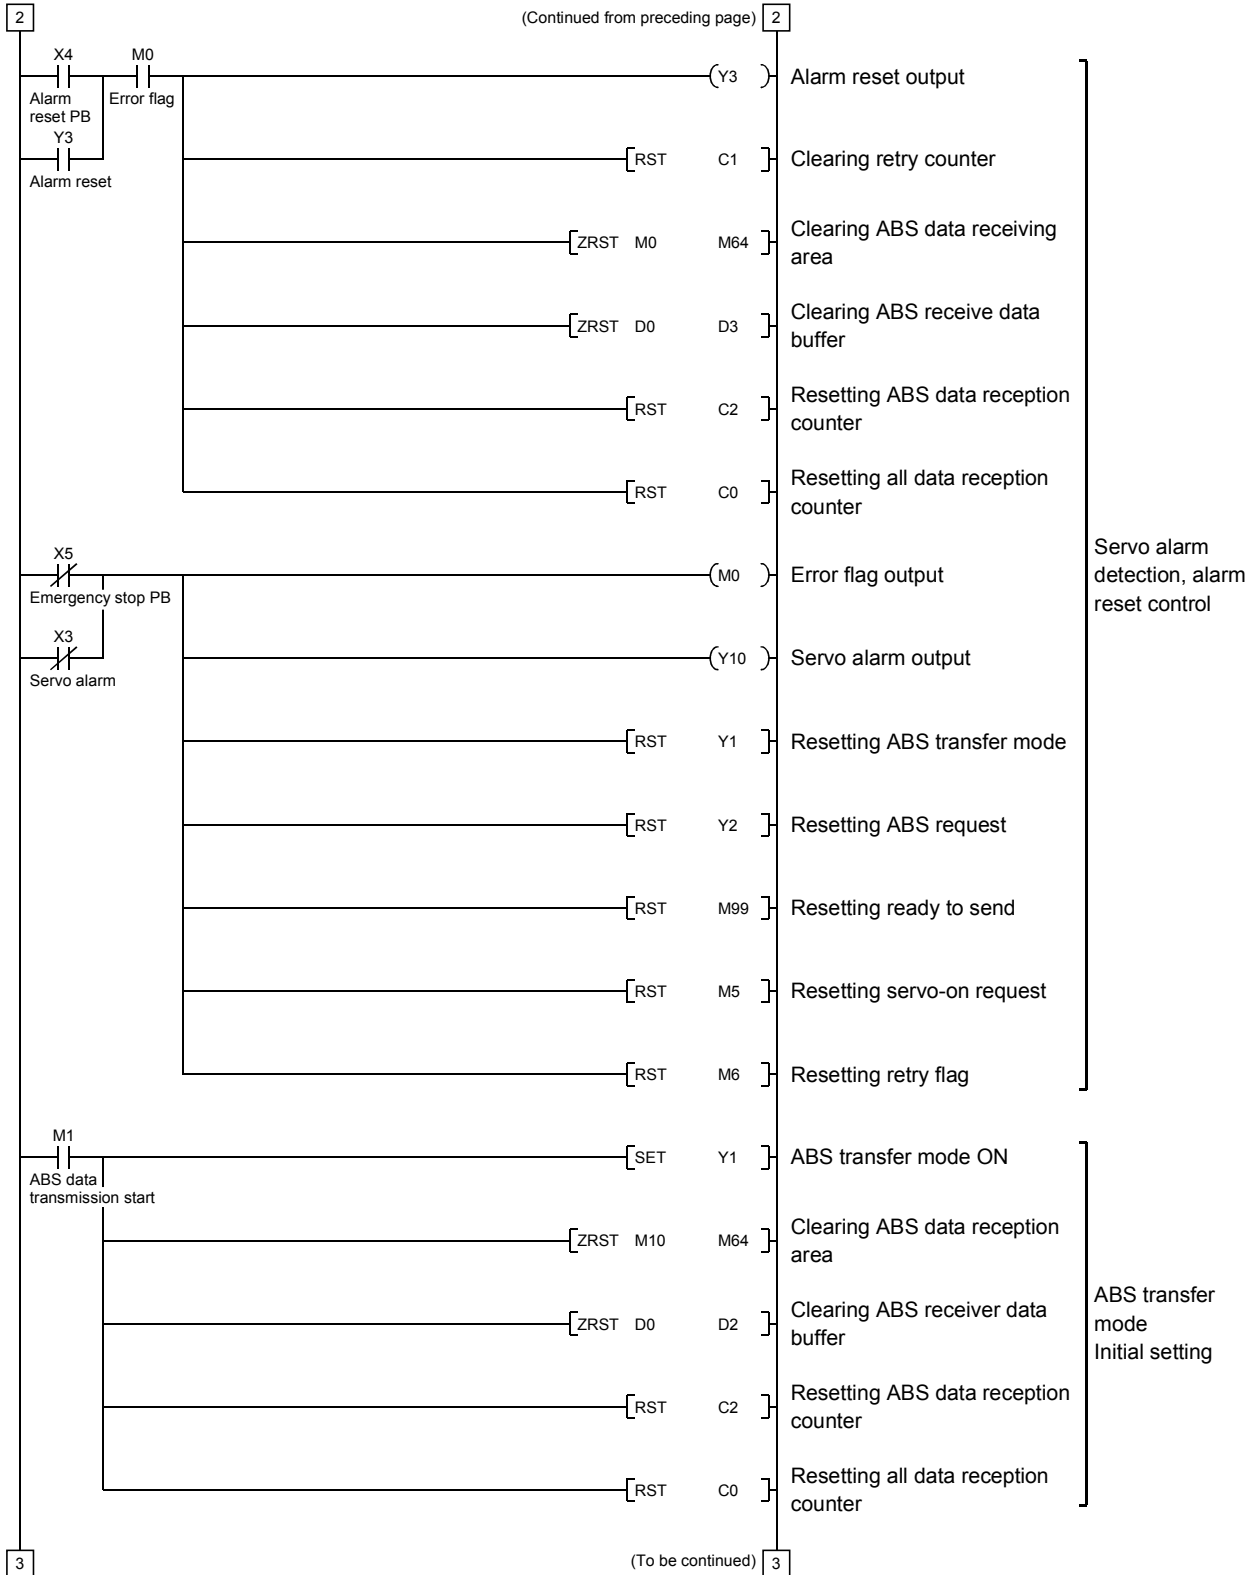 2 (Continued from preceding page) 2
X4 M0
Y3 Alarm reset output
Alarm reset PB Error flag
Y3
Alarm reset
RST C1 Clearing retry counter
ZRST M0 M64 Clearing ABS data receiving
area
ZRST D0 D3 Clearing ABS receive data
buffer
RST C2 Resetting ABS data reception
counter
RST C0 Resetting all data reception
counter
X5
Emergency stop PB
M0 Error flag output
X3
Servo alarm
Y10 Servo alarm output
RST Y1 Resetting ABS transfer mode
RST Y2 Resetting ABS request
RST M99 Resetting ready to send
RST M5 Resetting servo-on request
RST M6 Resetting retry flag
Servo alarm
detection, alarm
reset control
M1
ABS data
transmission start
SET Y1 ABS transfer mode ON
ZRST M10 M64 Clearing ABS data reception
area
ZRST D0 D2 Clearing ABS receiver data
buffer
RST C2 Resetting ABS data reception
counter
RST C0 Resetting all data reception
counter
ABS transfer
mode
Initial setting
3 (To be continued) 3